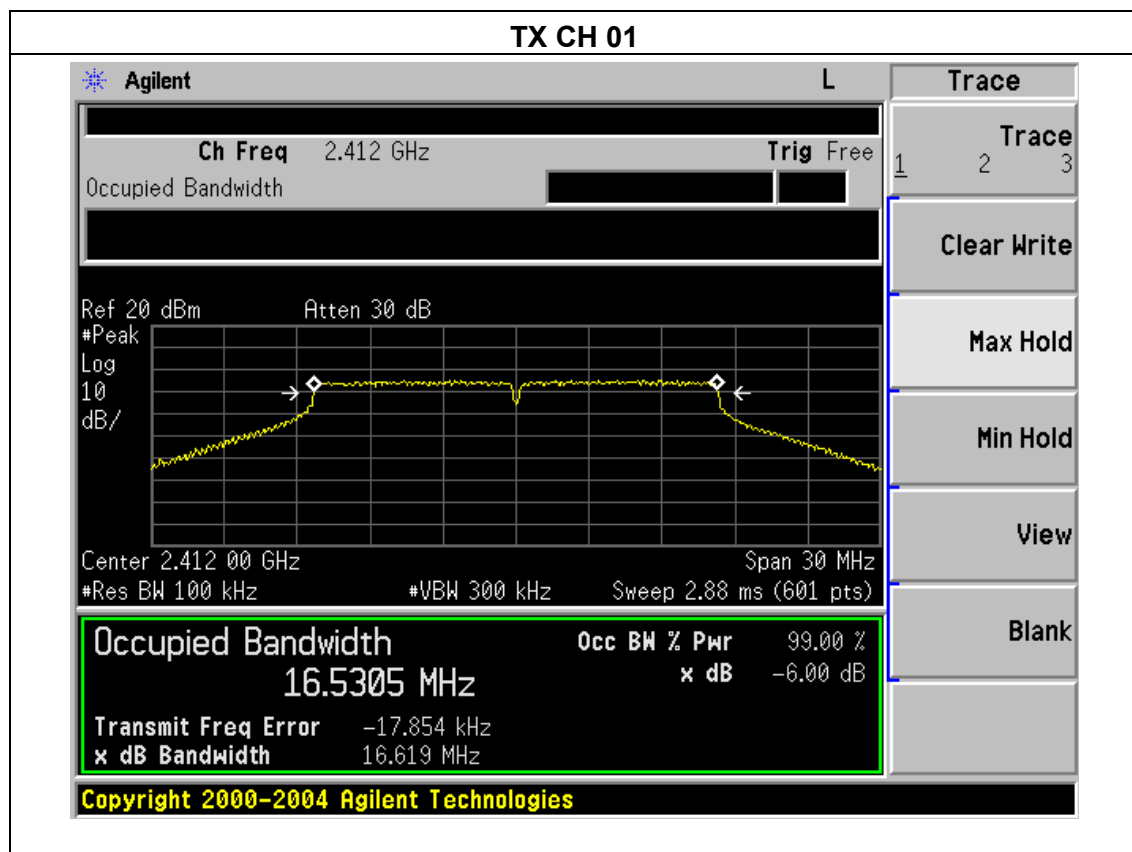 TX CH 01
Agilent L Trace
Ch Freq 2.412 GHz Trig Free
Occupied Bandwidth
Trace
1 2 3
Clear Write
Max Hold
Min Hold
View
Blank
Ref 20 dBm Atten 30 dB
#Peak
Log
10
dB/
Center 2.412 00 GHz Span 30 MHz
#Res BW 100 kHz #VBW 300 kHz Sweep 2.88 ms (601 pts)
Occupied Bandwidth Occ BW % Pwr 99.00 %
16.5305 MHz x dB -6.00 dB
Transmit Freq Error -17.854 kHz
x dB Bandwidth 16.619 MHz
Copyright 2000-2004 Agilent Technologies